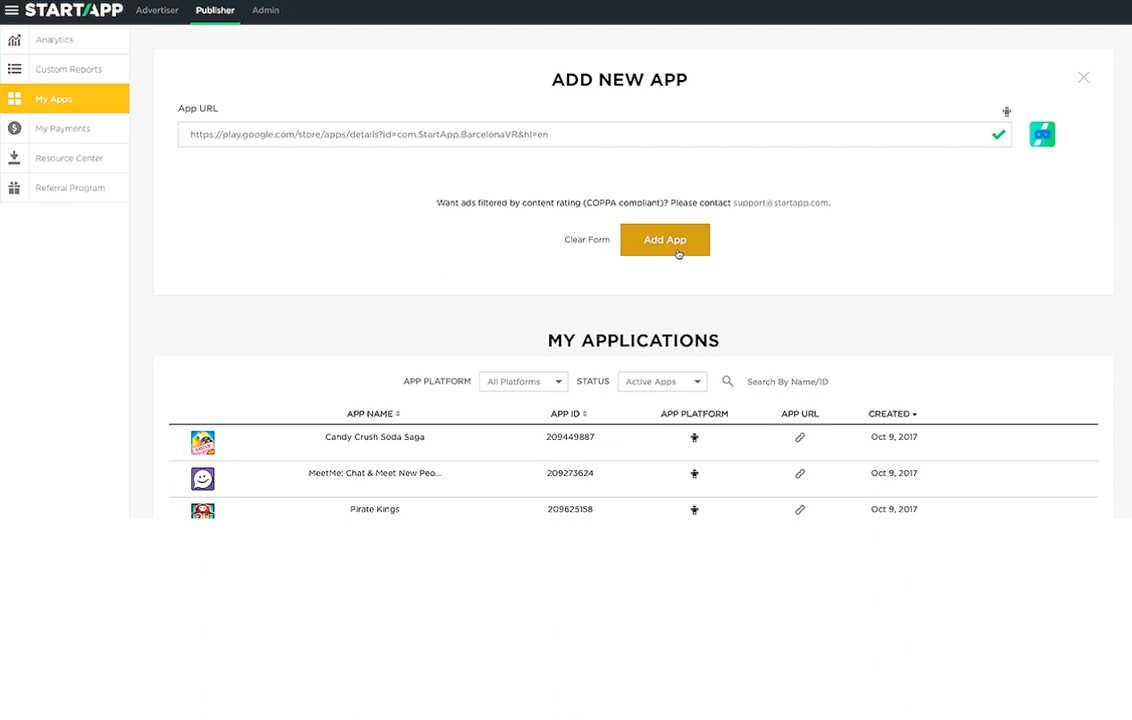 STARTAPP Advertiser Publisher Admin
Analytics
Custom Reports
My Apps
My Payments
Resource Center
Referral Program
ADD NEW APP
App URL
https://play.google.com/store/apps/details?id=com.StartApp.BarcelonaVR&hl=en
Want ads filtered by content rating (COPPA compliant)? Please contact support@startapp.com.
Clear Form Add App
MY APPLICATIONS
APP PLATFORM All Platforms STATUS Active Apps Search By Name/ID
APP NAME APP ID APP PLATFORM APP URL CREATED
Candy Crush Soda Saga 209449887 Oct 9, 2017
MeetMe: Chat & Meet New Peo... 209273624 Oct 9, 2017
Pirate Kings 209625158 Oct 9, 2017